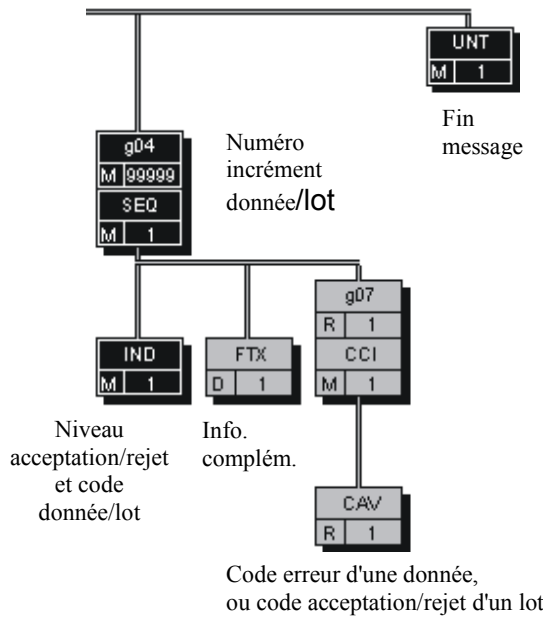 UNT
M 1
Fin
message
g04
M 99999
SEQ
M 1
Numéro
incrément
donnée/lot
g07
R 1
CCI
M 1
IND
M 1
FTX
D 1
Niveau
acceptation/rejet
et code
donnée/lot
Info.
complém.
CAV
R 1
Code erreur d'une donnée,
ou code acceptation/rejet d'un lot